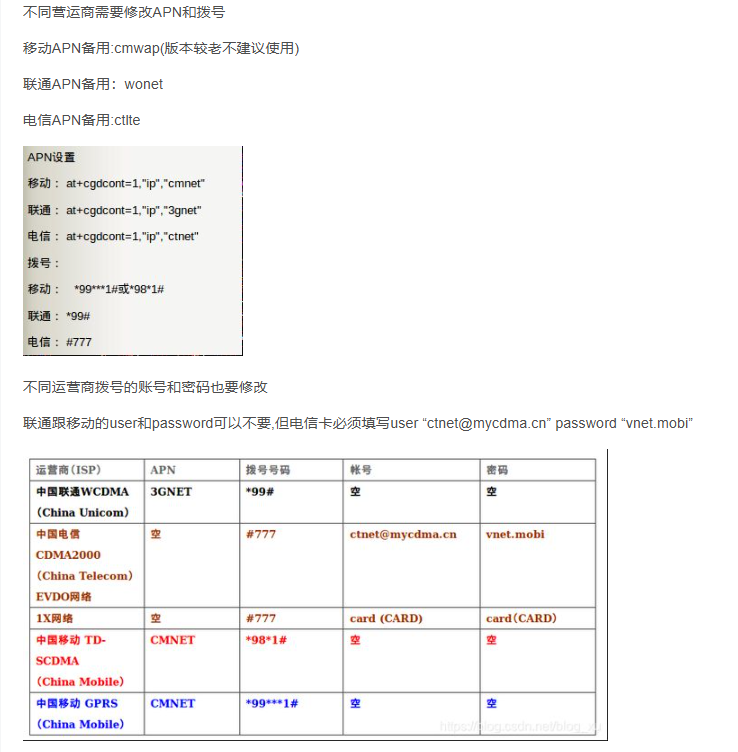 不同营运商需要修改APN和拨号
移动APN备用:cmwap(版本较老不建议使用)
联通APN备用：wonet
电信APN备用:ctlte
APN设置
移动： at+cgdcont=1,"ip","cmnet"
联通： at+cgdcont=1,"ip","3gnet"
电信： at+cgdcont=1,"ip","ctnet"
拨号：
移动： *99***1#或*98*1#
联通： *99#
电信： #777
不同运营商拨号的账号和密码也要修改
联通跟移动的user和password可以不要,但电信卡必须填写user “ctnet@mycdma.cn” password “vnet.mobi”
运营商(ISP) APN 拨号号码 帐号 密码
中国联通WCDMA 3GNET *99# 空 空
(China Unicom)
中国电信 空 #777 ctnet@mycdma.cn vnet.mobi
CDMA2000
(China Telecom)
EVDO网络
1X网络 空 #777 card (CARD) card(CARD)
中国移动 TD- CMNET *98*1# 空 空
SCDMA
(China Mobile)
中国移动 GPRS CMNET *99***1# 空 空
(China Mobile)